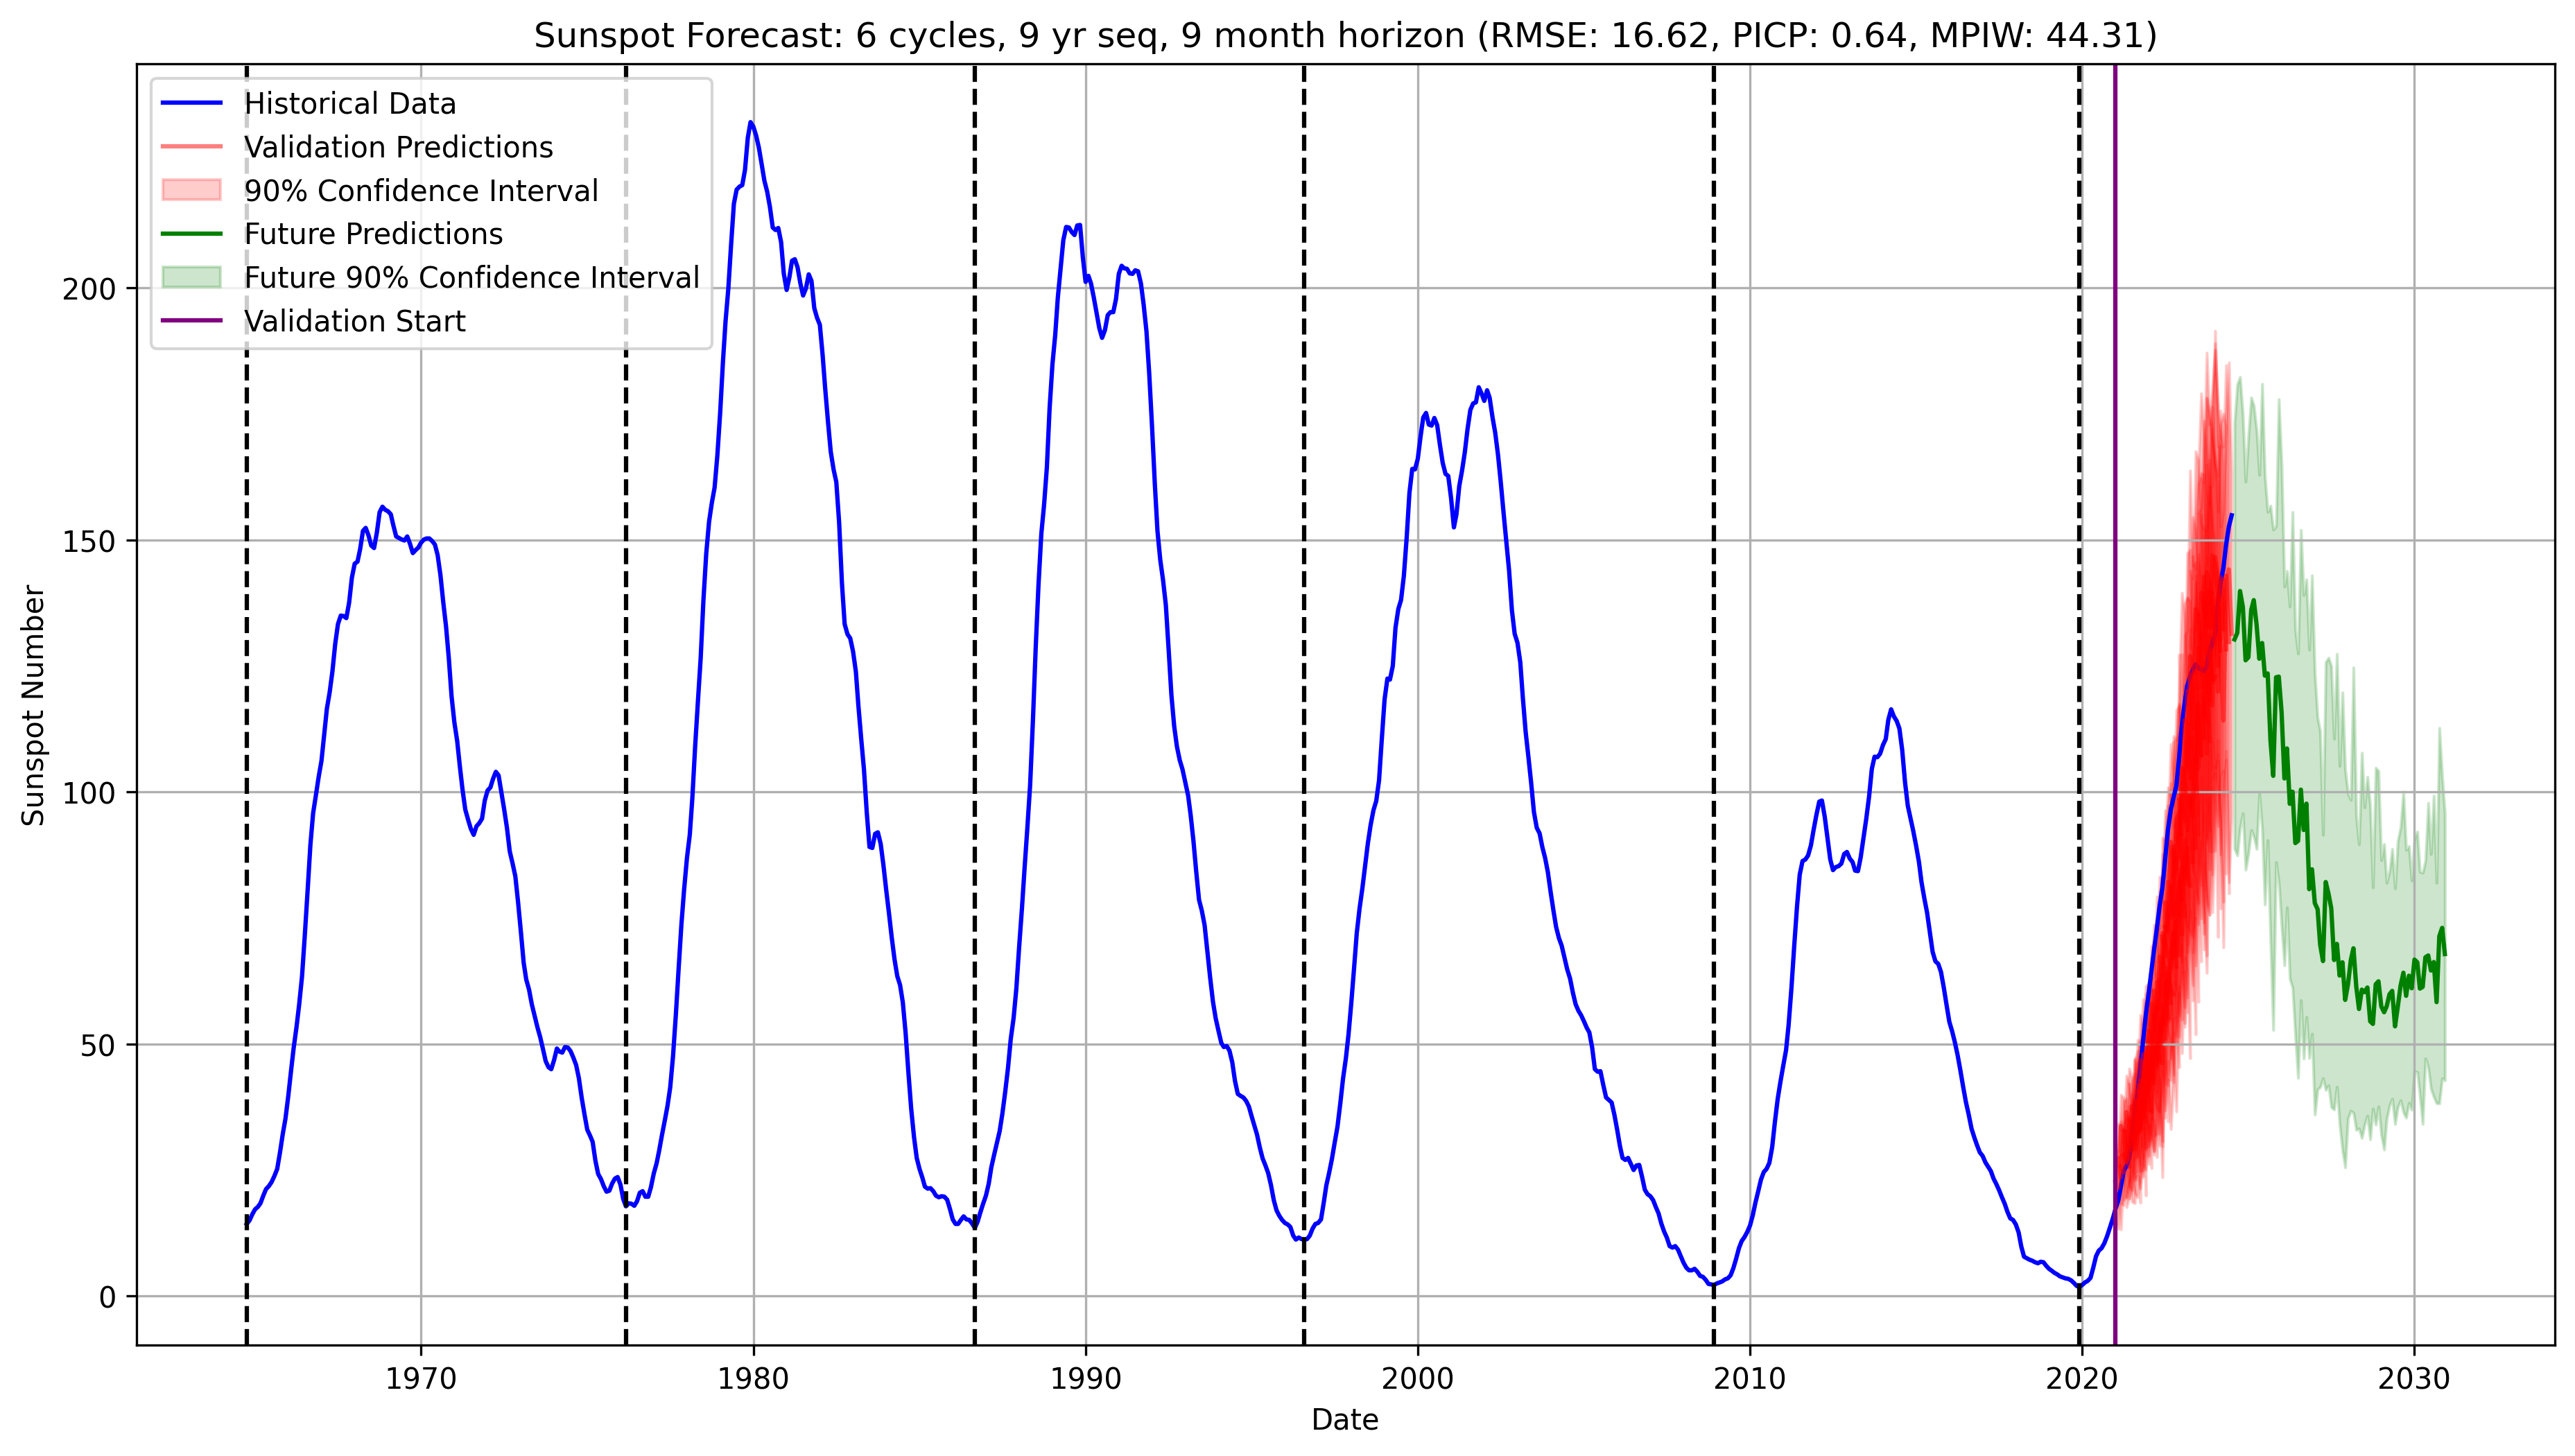 Sunspot Forecast: 6 cycles, 9 yr seq, 9 month horizon (RMSE: 16.62, PICP: 0.64, MPIW: 44.31)
Historical Data
Validation Predictions
90% Confidence Interval
Future Predictions
Future 90% Confidence Interval
Validation Start
Sunspot Number
200
150
100
50
0
1970 1980 1990 2000 2010 2020 2030
Date